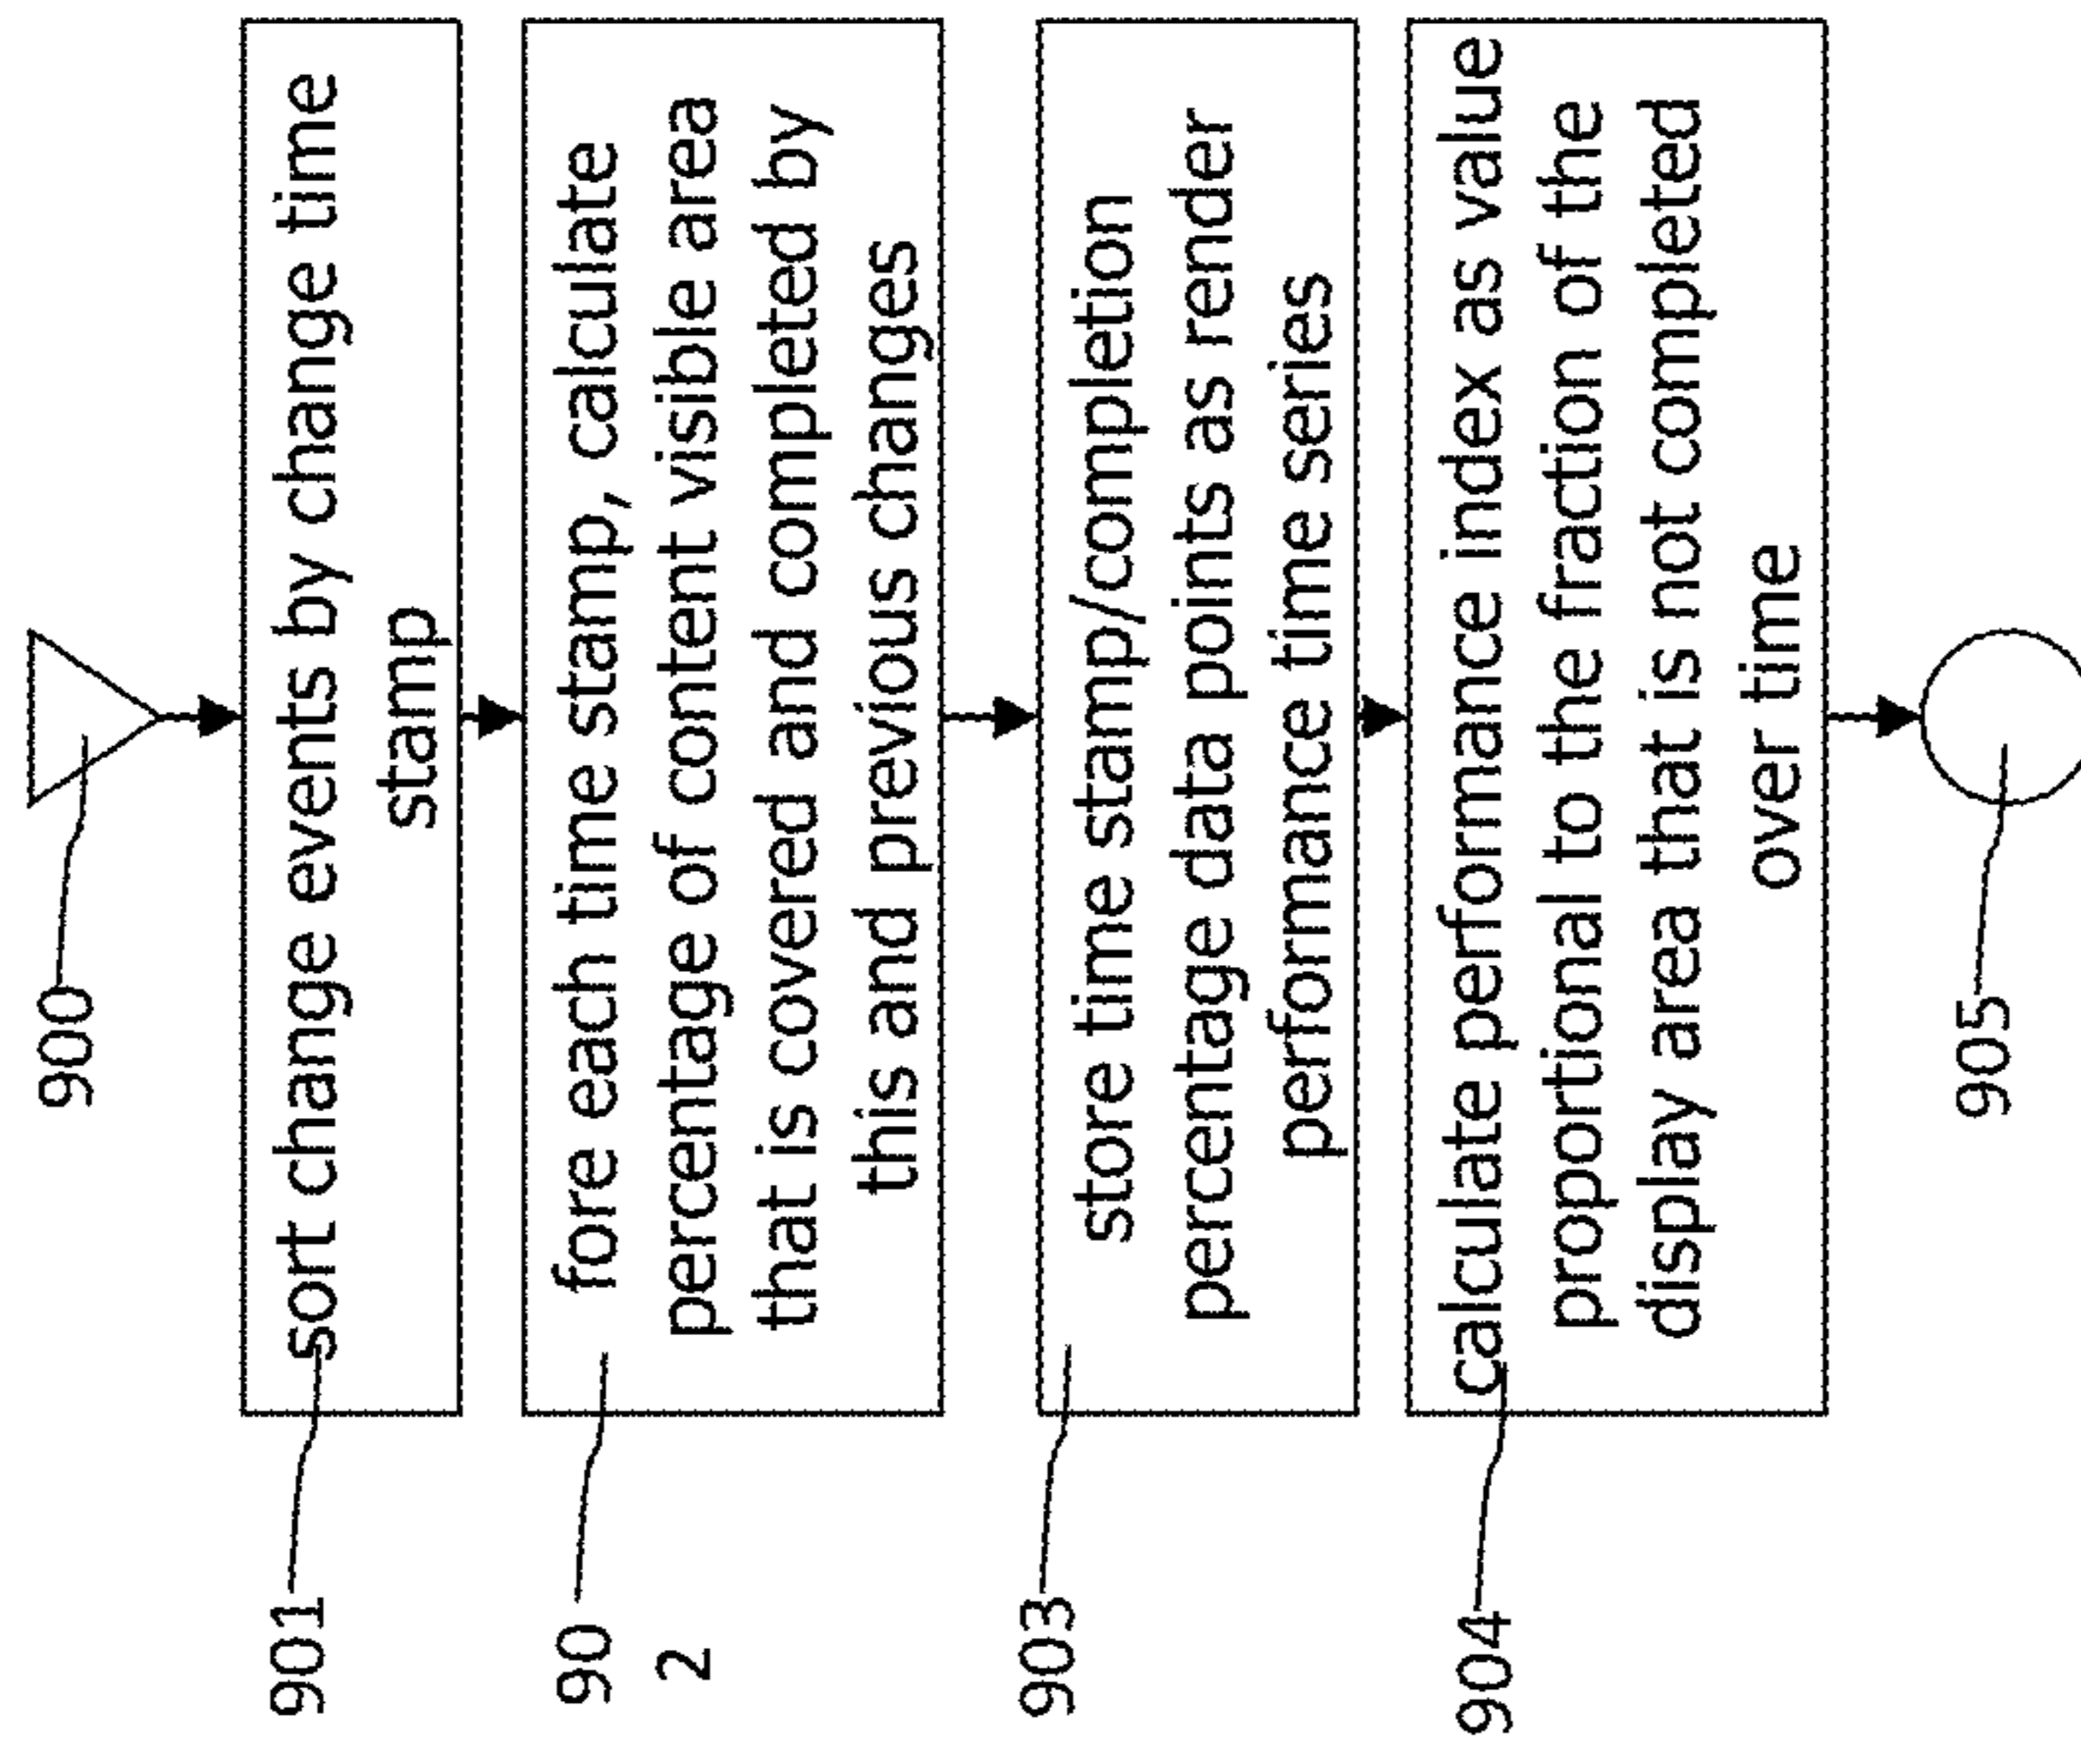 900
901
sort change events by change time
stamp
90
2
fore each time stamp, calculate
percentage of content visible area
that is covered and completed by
this and previous changes
903
store time stamp/completion
percentage data points as render
performance time series
904
calculate performance index as value
proportional to the fraction of the
display area that is not completed
over time
905